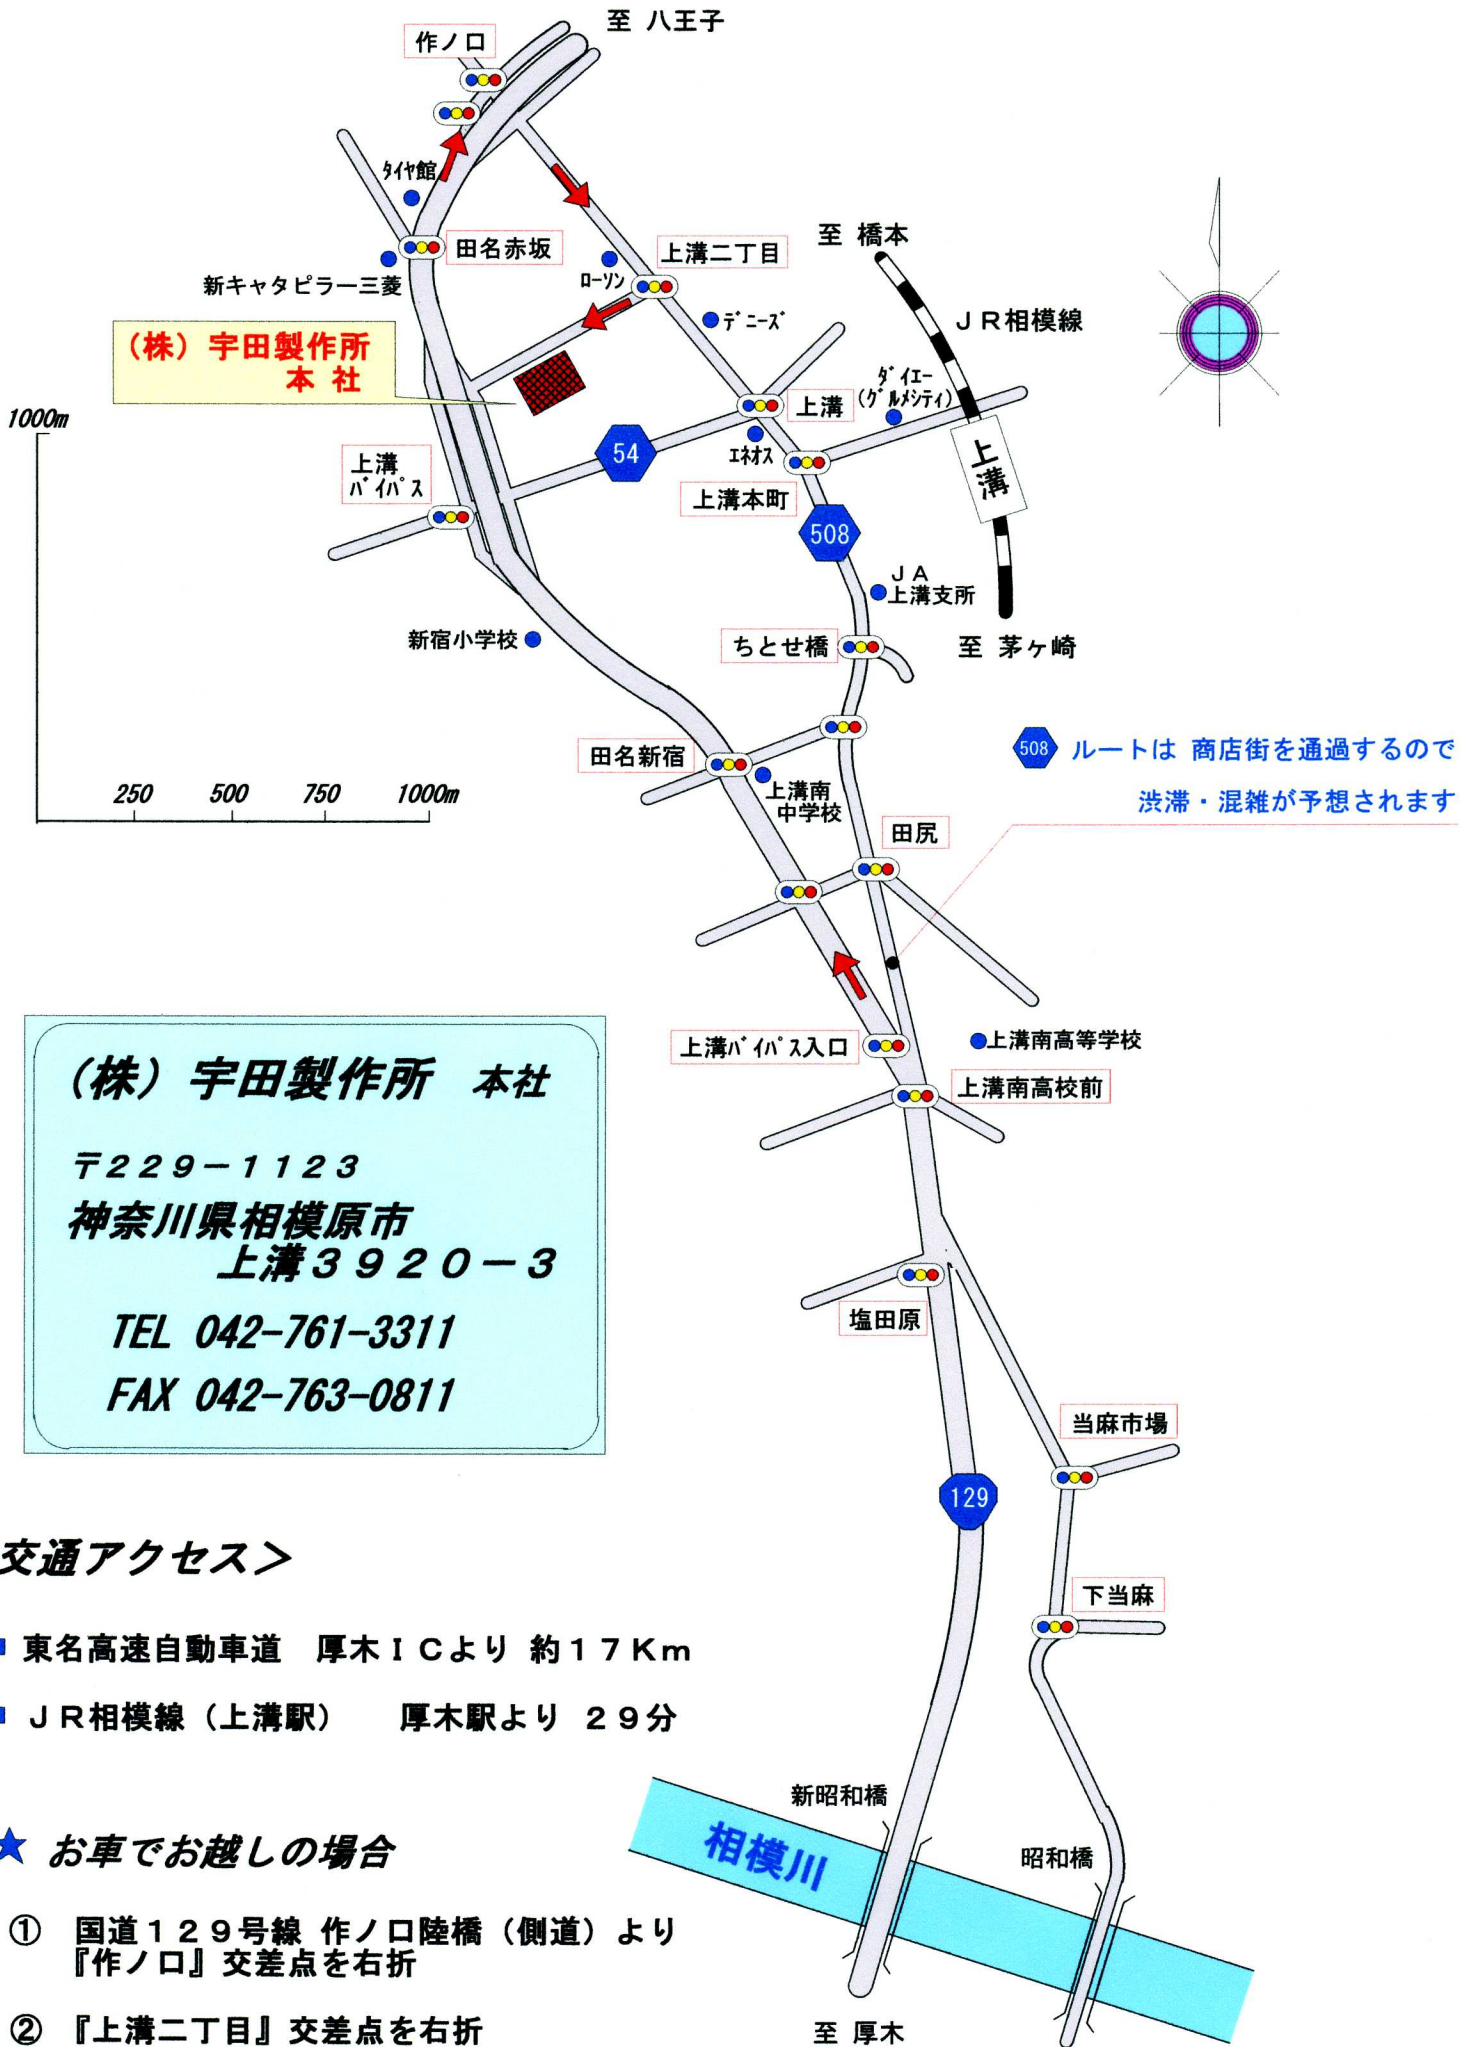 至 八王子
作ノ口
タイヤ館
田名赤坂
新キャタピラー三菱
上溝二丁目
ローソン
デニーズ
至 橋本
ＪＲ相模線
(株) 宇田製作所
本 社
上溝
ダイエー
(グルメシティ)
エネオス
54
上溝
上溝
バイパス
上溝本町
508
ＪＡ
上溝支所
新宿小学校
ちとせ橋
至 茅ヶ崎
1000m
250 500 750 1000m
田名新宿
上溝南
中学校
508 ルートは 商店街を通過するので
渋滞・混雑が予想されます
田尻
上溝バイパス入口
上溝南高等学校
上溝南高校前
(株) 宇田製作所 本社
〒２２９－１１２３
神奈川県相模原市
上溝３９２０－３
TEL 042-761-3311
FAX 042-763-0811
塩田原
当麻市場
129
下当麻
交通アクセス＞
東名高速自動車道 厚木ＩＣより 約１７Ｋｍ
ＪＲ相模線（上溝駅） 厚木駅より ２９分
新昭和橋
相模川
昭和橋
至 厚木
★ お車でお越しの場合
① 国道１２９号線 作ノ口陸橋（側道）より
『作ノ口』交差点を右折
② 『上溝二丁目』交差点を右折